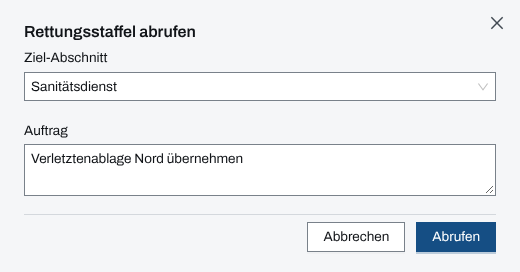 Rettungsstaffel abrufen
Ziel-Abschnitt
Sanitätsdienst
Auftrag
Verletztenablage Nord übernehmen
Abbrechen
Abrufen